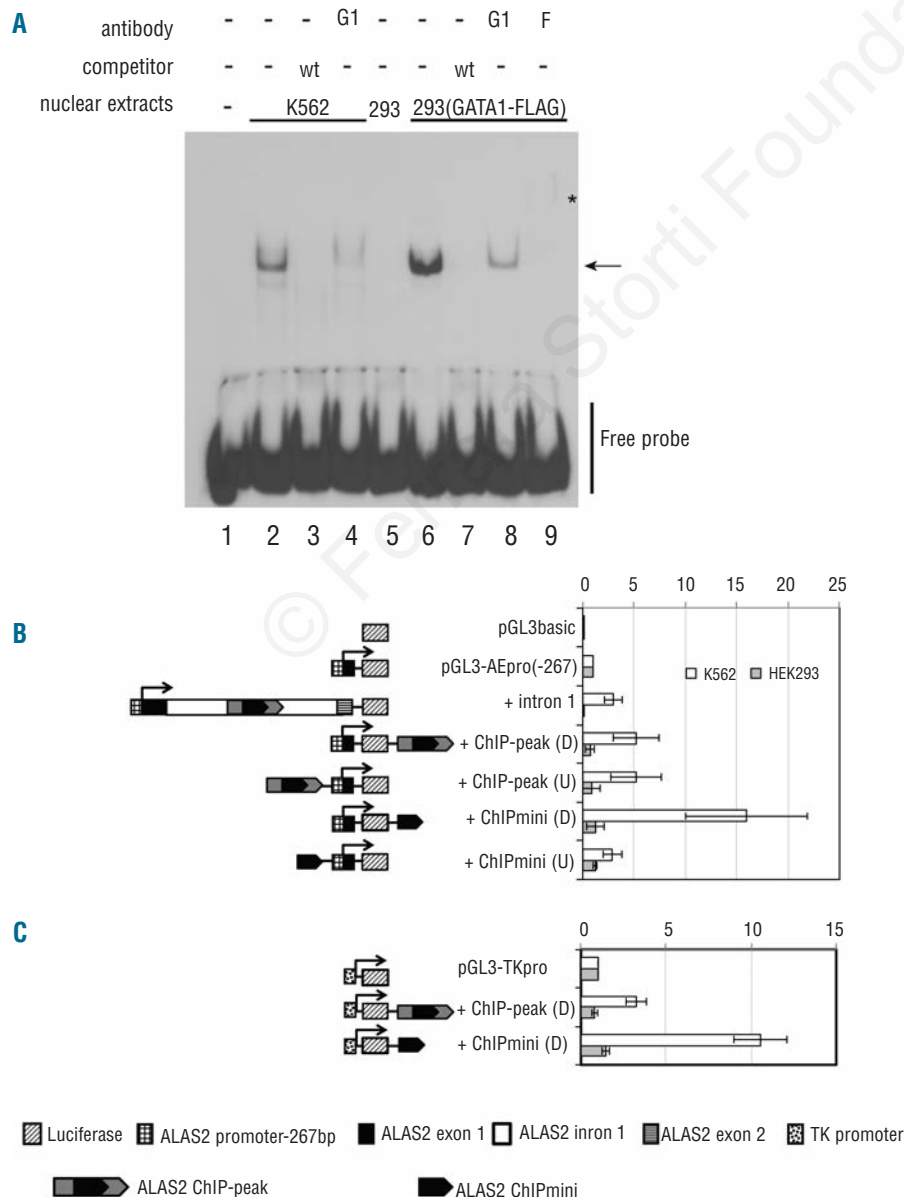 A
antibody - - - G1 - - - G1 F
competitor - - wt - - - wt - -
nuclear extracts - K562 293 293(GATA1-FLAG)
*
Free probe
1 2 3 4 5 6 7 8 9
© Ferrata Storti Founda
B
0 5 10 15 20 25
pGL3basic
pGL3-AEpro(-267)
K562 HEK293
+ intron 1
+ ChIP-peak (D)
+ ChIP-peak (U)
+ ChIPmini (D)
+ ChIPmini (U)
C
0 5 10 15
pGL3-TKpro
+ ChIP-peak (D)
+ ChIPmini (D)
Luciferase ALAS2 promoter-267bp ALAS2 exon 1 ALAS2 inron 1 ALAS2 exon 2 TK promoter
ALAS2 ChIP-peak ALAS2 ChIPmini